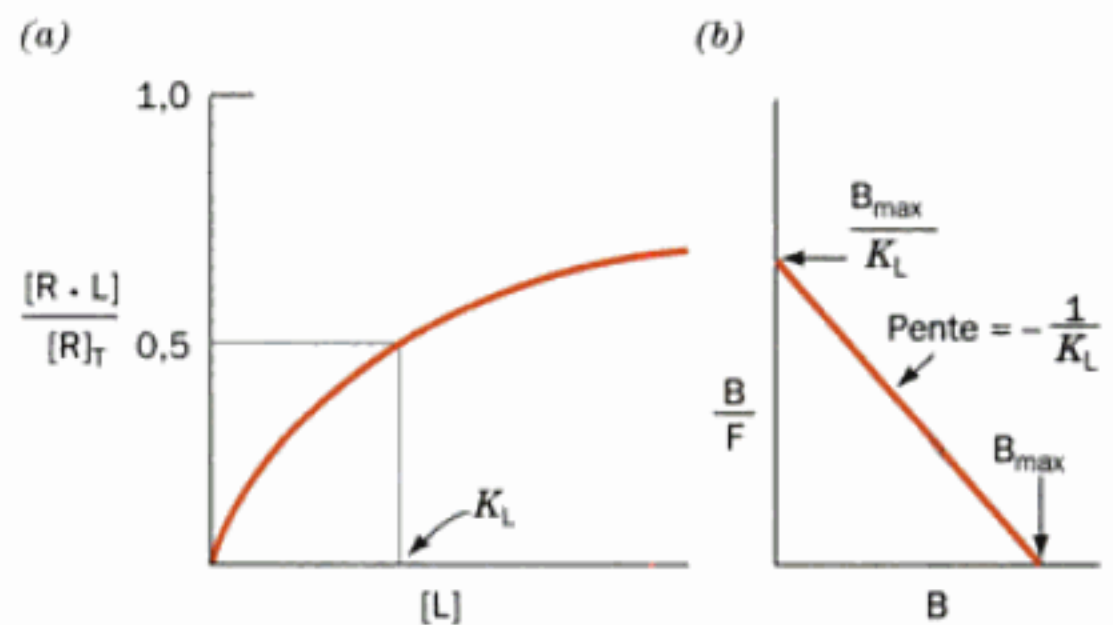 (a)
1,0
[R • L]
[R]T
0,5
KL
[L]
(b)
Bmax
KL
Pente = - 1
KL
B
F
Bmax
B